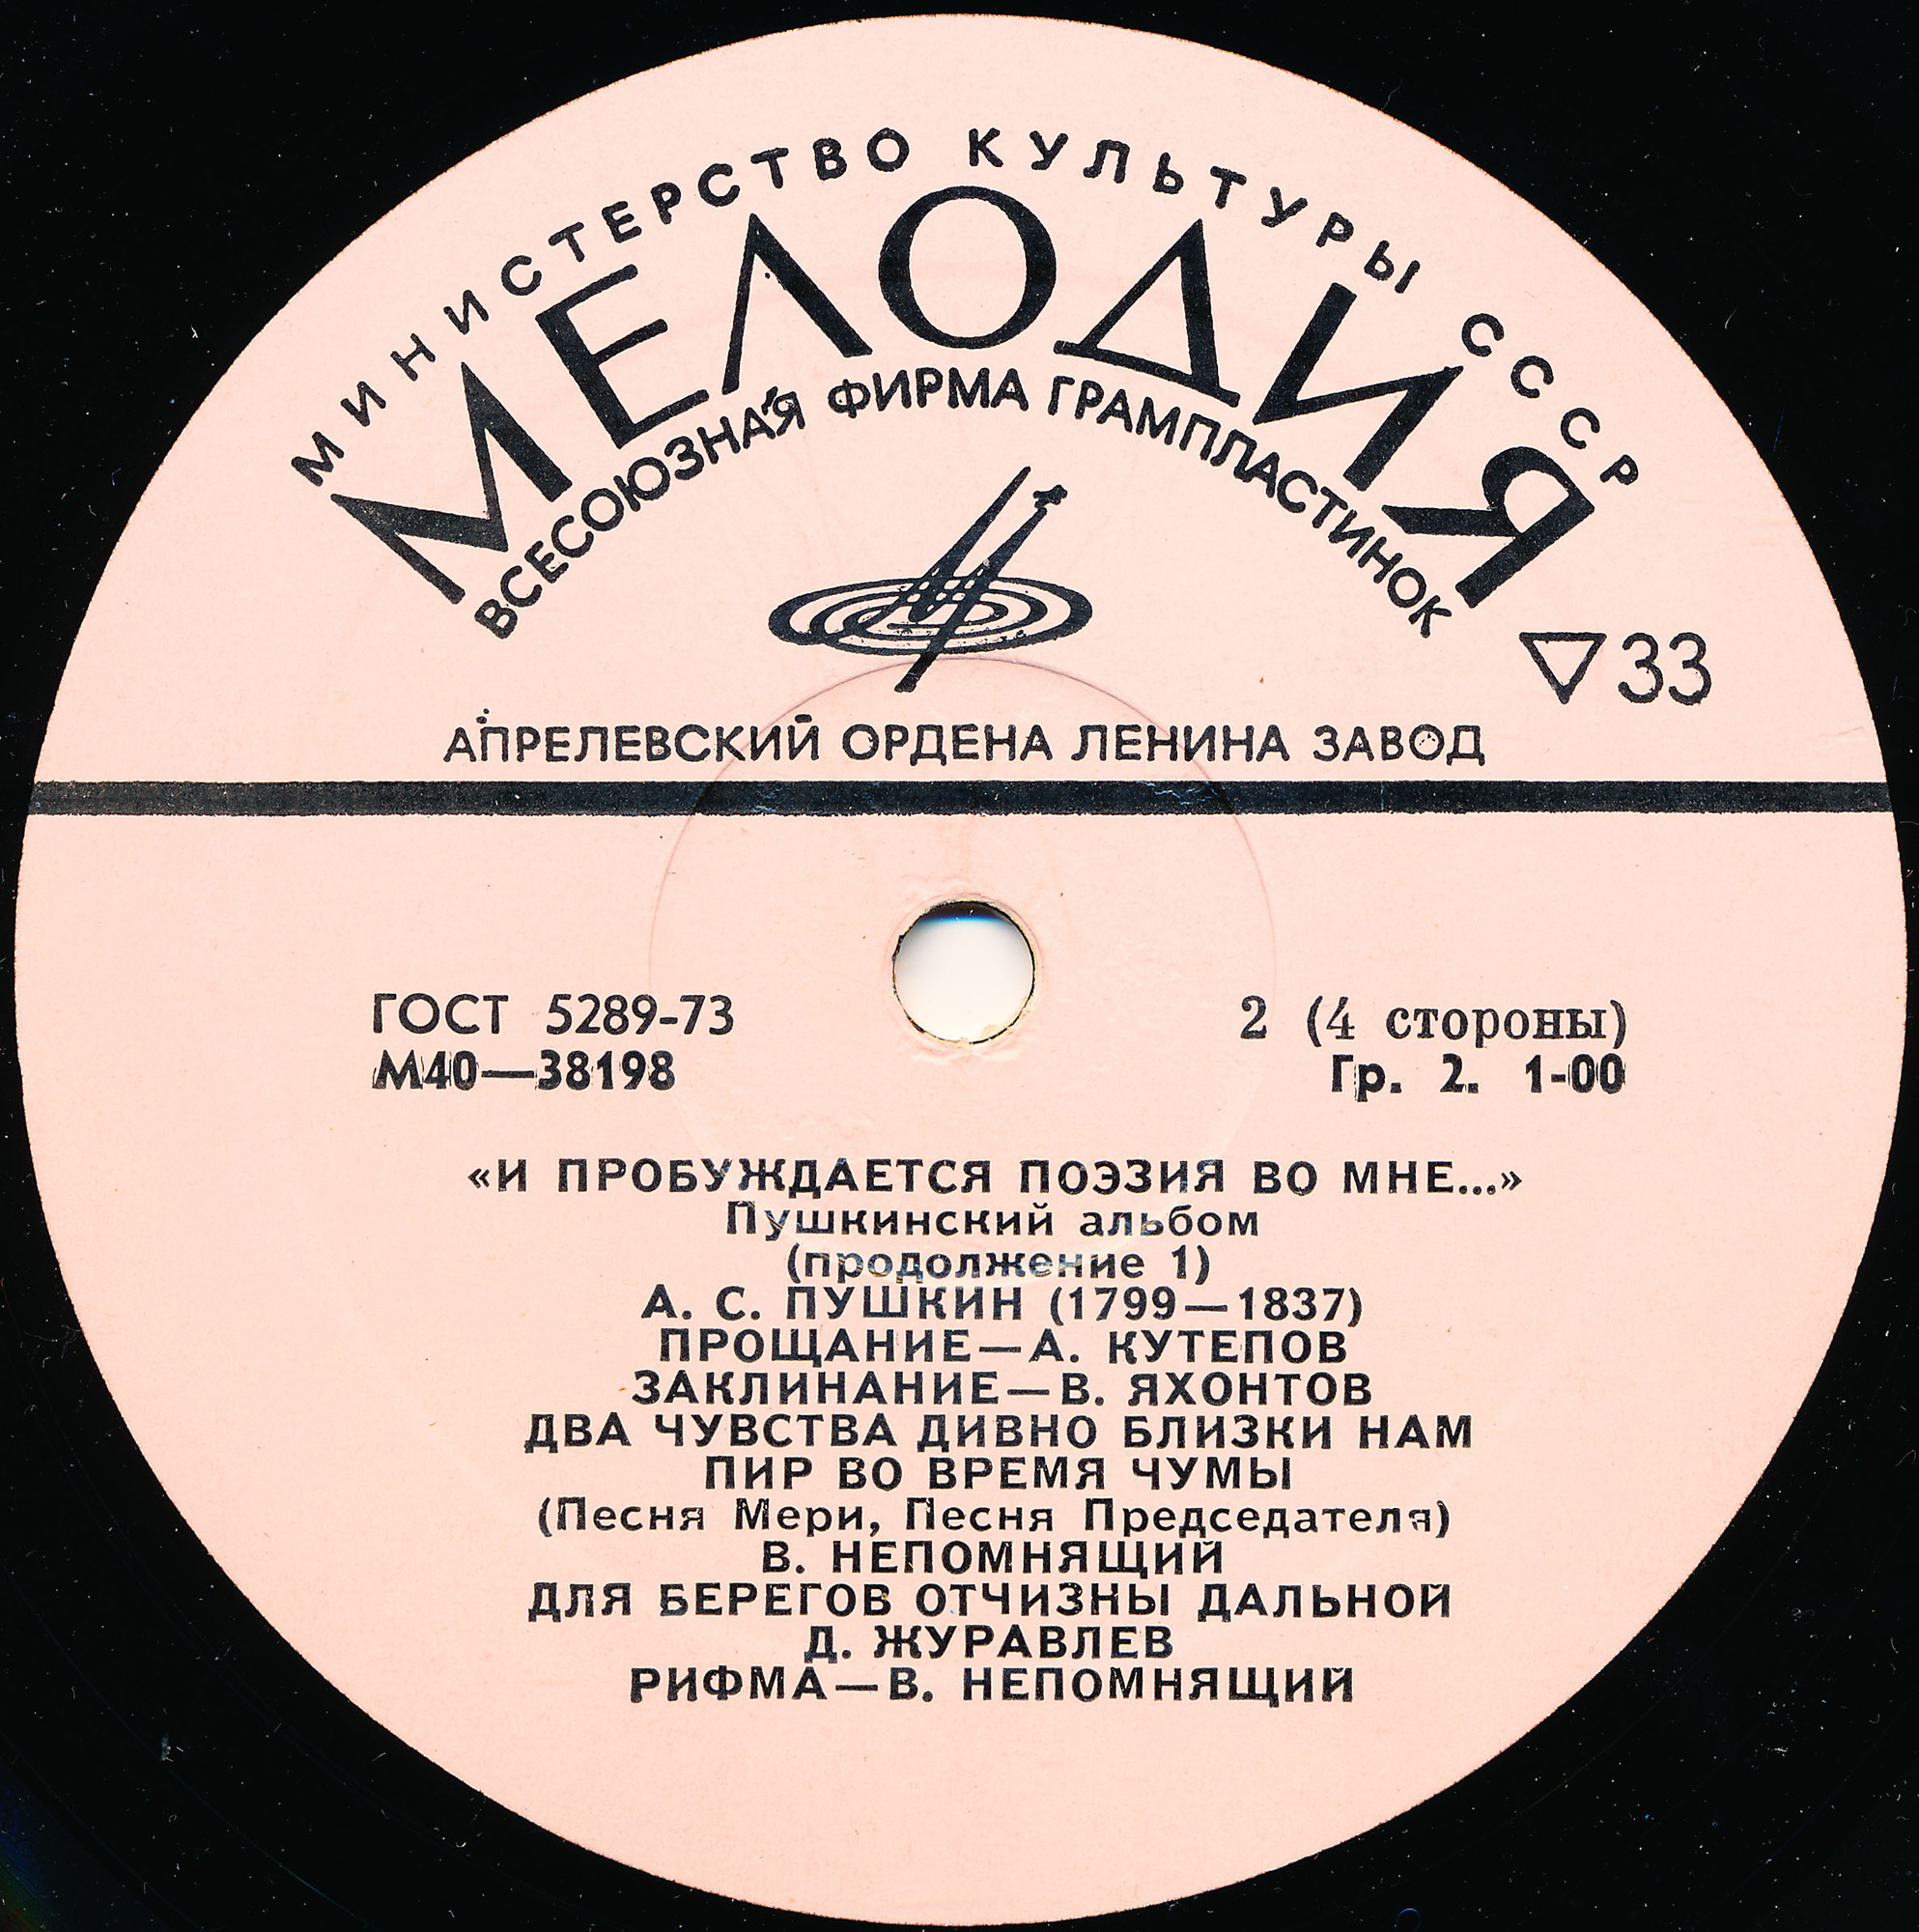 МИНИСТЕРСТВО КУЛЬТУРЫ СССР
МЕЛОДИЯ
ВСЕСОЮЗНАЯ ФИРМА ГРАМПЛАСТИНОК
33
АПРЕЛЕВСКИЙ ОРДЕНА ЛЕНИНА ЗАВОД
ГОСТ 5289-73
2 (4 стороны)
М40—38198
Гр. 2. 1-00
«И ПРОБУЖДАЕТСЯ ПОЭЗИЯ ВО МНЕ...»
Пушкинский альбом
(продолжение 1)
А. С. ПУШКИН (1799—1837)
ПРОЩАНИЕ—А. КУТЕПОВ
ЗАКЛИНАНИЕ—В. ЯХОНТОВ
ДВА ЧУВСТВА ДИВНО БЛИЗКИ НАМ
ПИР ВО ВРЕМЯ ЧУМЫ
(Песня Мери, Песня Председателя)
В. НЕПОМНЯЩИЙ
ДЛЯ БЕРЕГОВ ОТЧИЗНЫ ДАЛЬНОЙ
Д. ЖУРАВЛЕВ
РИФМА—В. НЕПОМНЯЩИЙ